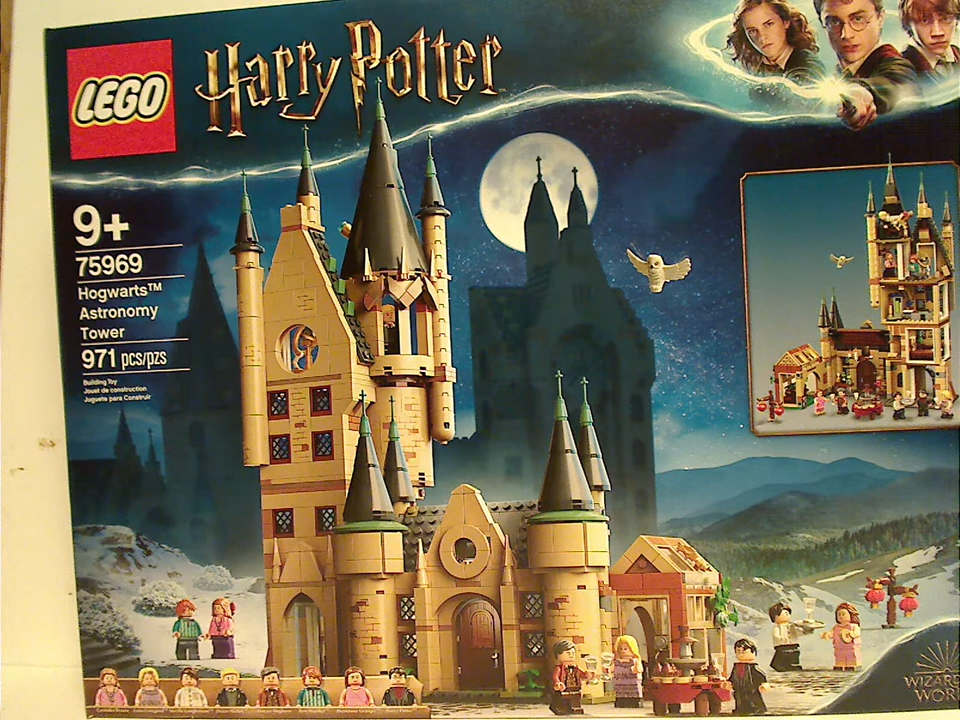 LEGO
Harry Potter
9+
75969
Hogwarts™
Astronomy
Tower
971 pcs/pzs
Building Toy
Jouet de construction
Juguete para Construir
WIZARD
WOR